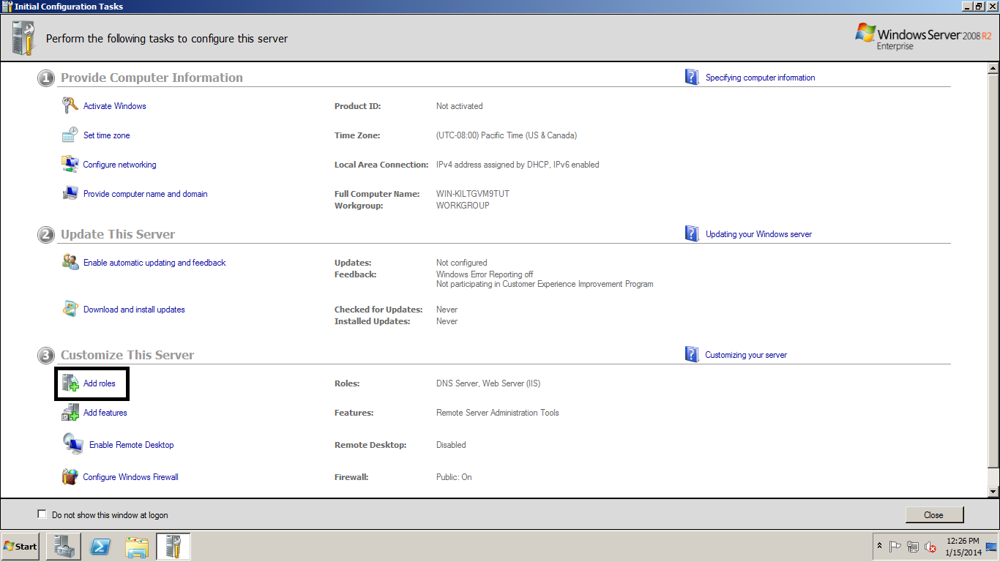 Initial Configuration Tasks
Perform the following tasks to configure this server
Windows Server 2008 R2
Enterprise
1 Provide Computer Information
Specifying computer information
Activate Windows Product ID: Not activated
Set time zone Time Zone: (UTC-08:00) Pacific Time (US & Canada)
Configure networking Local Area Connection: IPv4 address assigned by DHCP, IPv6 enabled
Provide computer name and domain Full Computer Name: WIN-KILTGVM9TUT
Workgroup: WORKGROUP
2 Update This Server
Updating your Windows server
Enable automatic updating and feedback Updates: Not configured
Feedback: Windows Error Reporting off
Not participating in Customer Experience Improvement Program
Download and install updates Checked for Updates: Never
Installed Updates: Never
3 Customize This Server
Customizing your server
Add roles Roles: DNS Server, Web Server (IIS)
Add features Features: Remote Server Administration Tools
Enable Remote Desktop Remote Desktop: Disabled
Configure Windows Firewall Firewall: Public: On
Do not show this window at logon
Close
Start
12:26 PM
1/15/2014